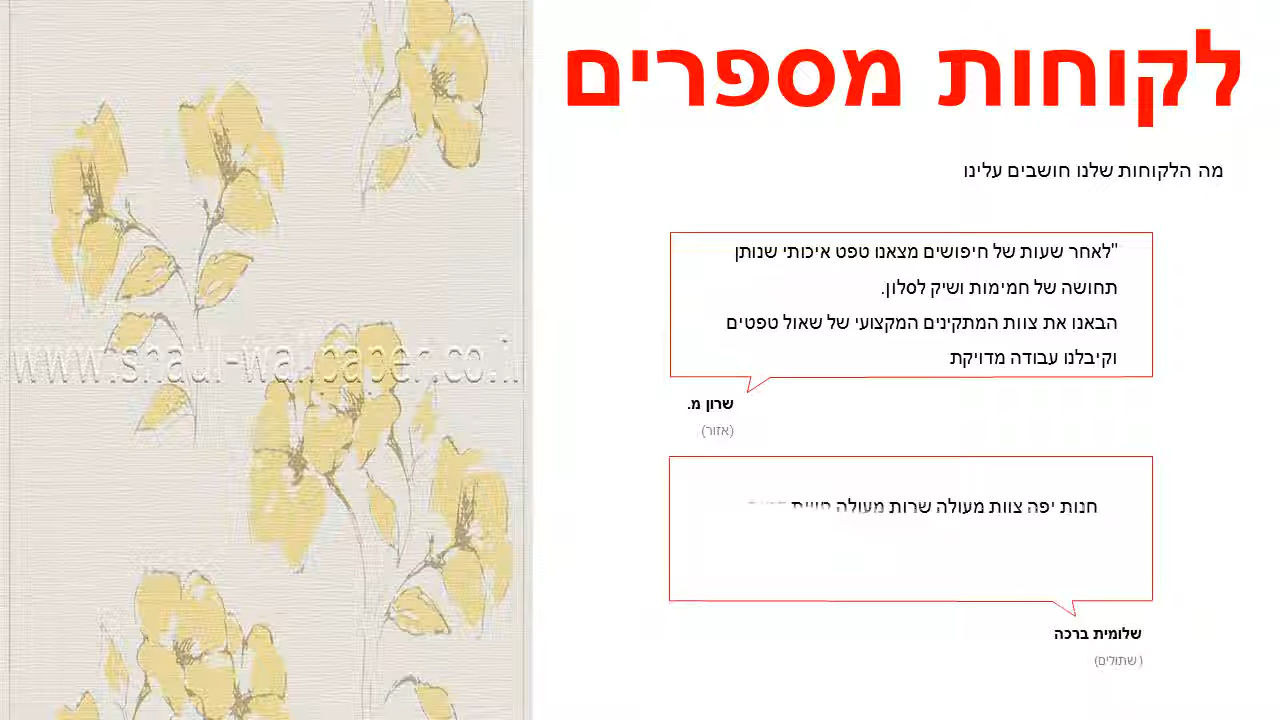 לקוחות מספרים
מה הלקוחות שלנו חושבים עלינו
"לאחר שעות של חיפושים מצאנו טפט איכותי שנותן
תחושה של חמימות ושיק לסלון.
הבאנו את צוות המתקינים המקצועי של שאול טפטים
וקיבלנו עבודה מדויקת
שרון מ.
(אזור)
חנות יפה צוות מעולה שרות מעולה
שלומית ברכה
(שתולים)
www.shaul-wallpaper.co.il